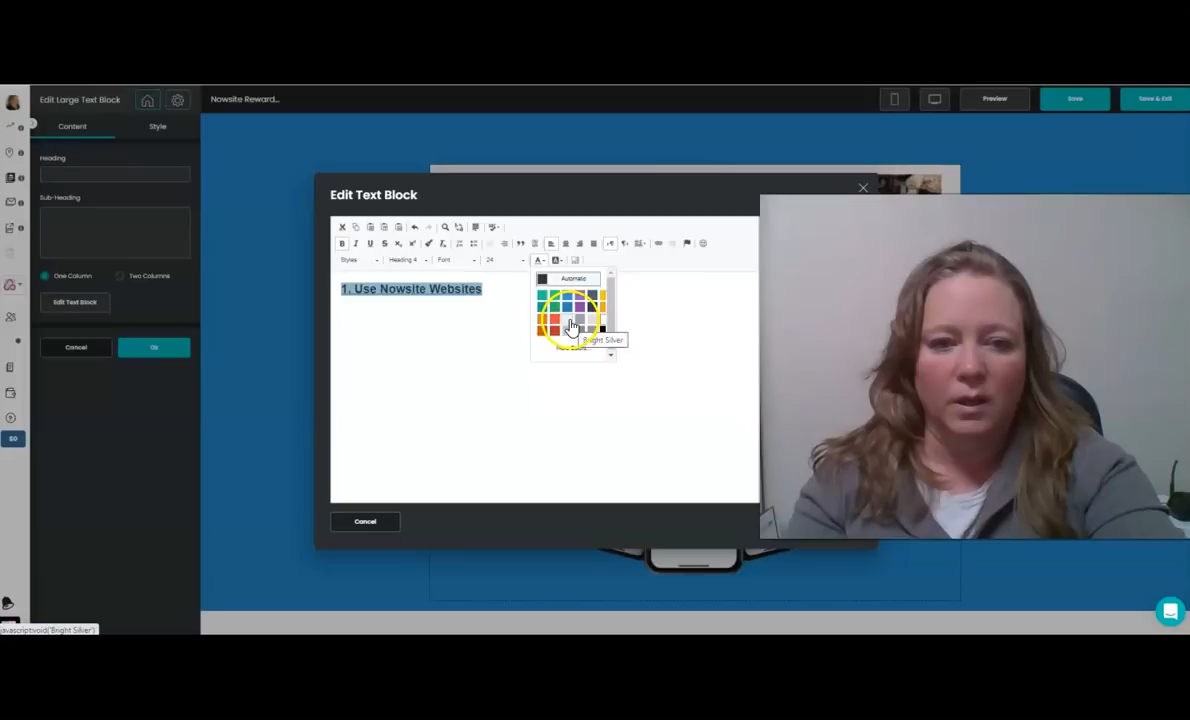 Edit Large Text Block
Nowsite Reward...
Preview
Save
Save & Exit
Content
Style
Heading
Sub-Heading
One Column
Two Columns
Edit Text Block
Cancel
Ok
Edit Text Block
Styles
Heading 4
Font
24
Automatic
1. Use Nowsite Websites
Bright Silver
Cancel
$0
javascript:void('Bright Silver')